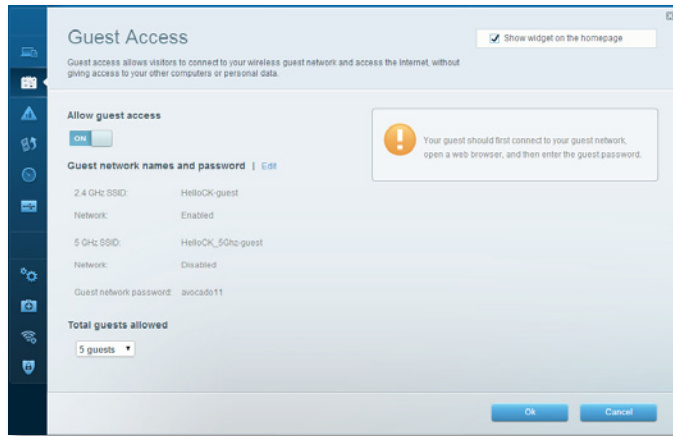 Guest Access
Show widget on the homepage
Guest access allows visitors to connect to your wireless guest network and access the Internet, without
giving access to your other computers or personal data.
Allow guest access
ON
Your guest should first connect to your guest network,
open a web browser, and then enter the guest password.
Guest network names and password | Edit
2.4 GHz SSID: HelloCK-guest
Network: Enabled
5 GHz SSID: HelloCK_5Ghz-guest
Network: Disabled
Guest network password: avocado11
Total guests allowed
5 guests
Ok Cancel